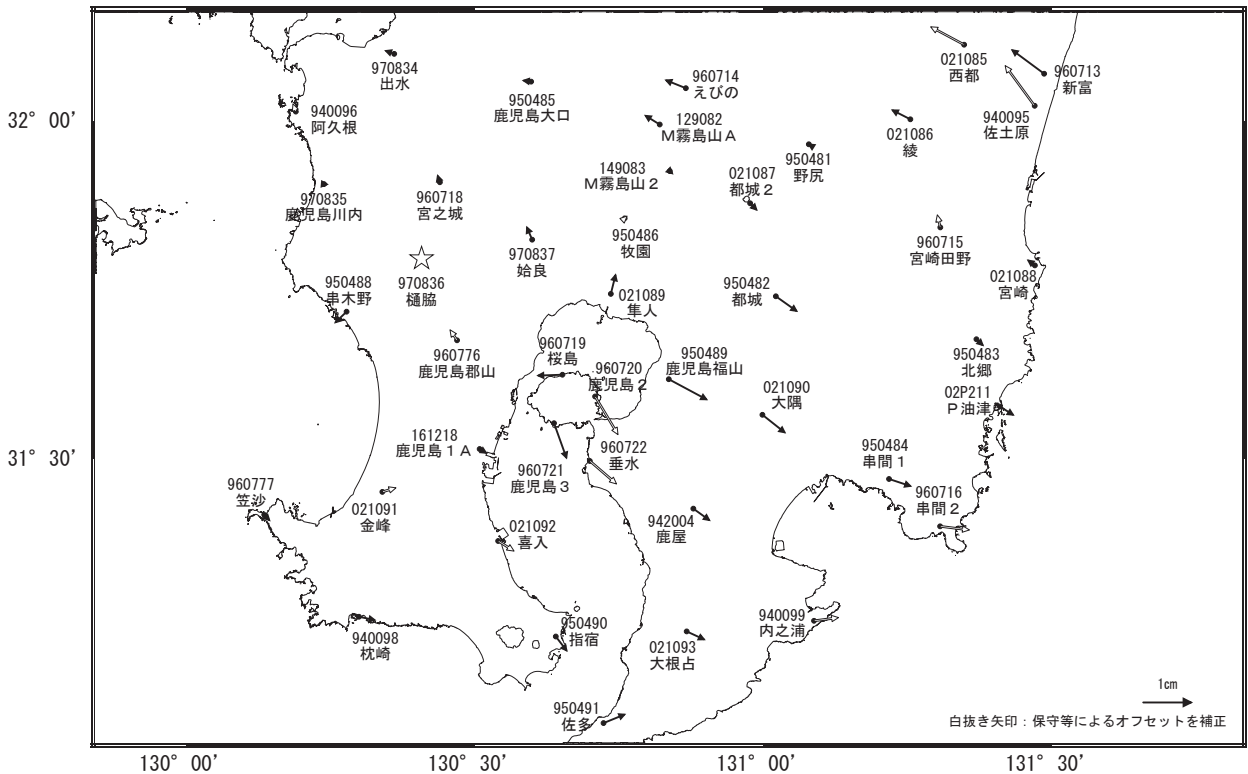 970834
出水
950485
鹿児島大口
960714
えびの
021085
西都
960713
新富
940096
阿久根
129082
M霧島山A
021086
綾
940095
佐土原
149083
M霧島山2
021087
都城2
950481
野尻
970835
鹿児島川内
960718
宮之城
970837
姶良
950486
牧園
960715
宮崎田野
970836
樋脇
950488
串木野
021089
隼人
950482
都城
021088
宮崎
960776
鹿児島郡山
960719
桜島
960720
鹿児島2
950489
鹿児島福山
950483
北郷
021090
大隅
02P211
P油津A
161218
鹿児島1A
960721
鹿児島3
960722
垂水
950484
串間1
960777
笠沙
021091
金峰
960716
串間2
021092
喜入
942004
鹿屋
940098
枕崎
950490
指宿
021093
大根占
940099
内之浦
950491
佐多
1cm
白抜き矢印:保守等によるオフセットを補正
32° 00'
31° 30'
130° 00'
130° 30'
131° 00'
131° 30'